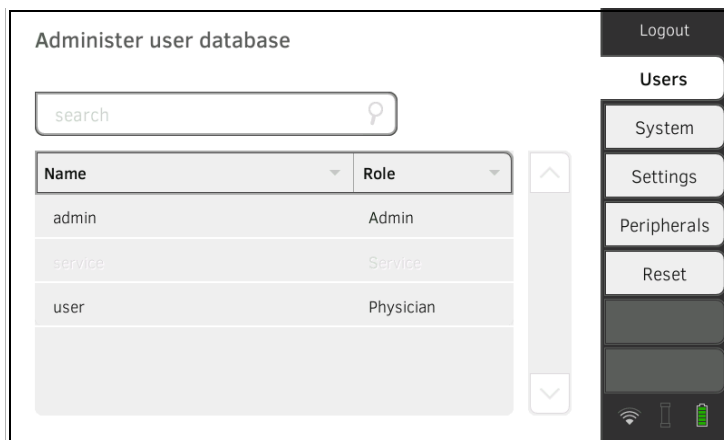 Administer user database
search
Name Role
admin Admin
service Service
user Physician
Logout
Users
System
Settings
Peripherals
Reset